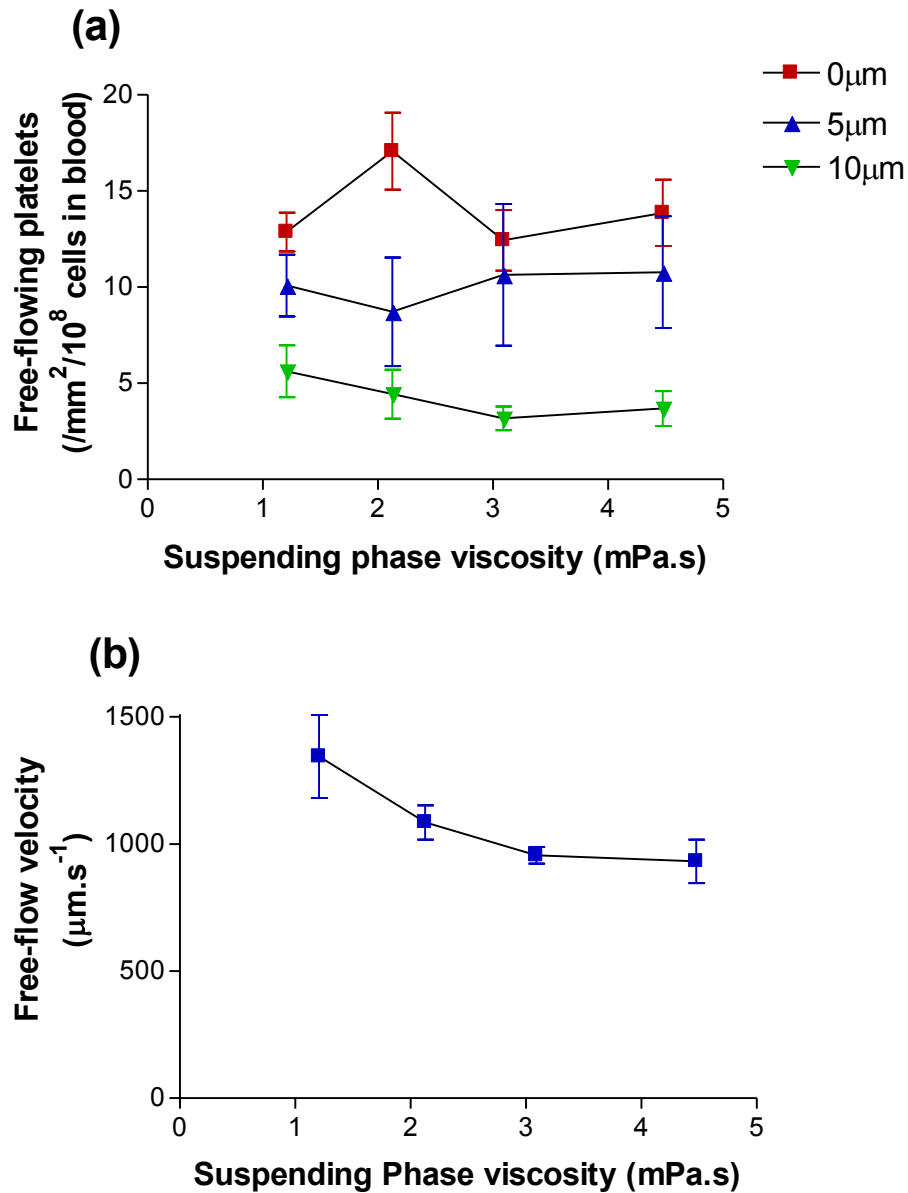 (a)
0μm
5μm
10μm
Free-flowing platelets
(/mm²/10⁸ cells in blood)
20
15
10
5
0
0 1 2 3 4 5
Suspending phase viscosity (mPa.s)
(b)
Free-flow velocity
(μm.s⁻¹)
1500
1000
500
0
0 1 2 3 4 5
Suspending Phase viscosity (mPa.s)